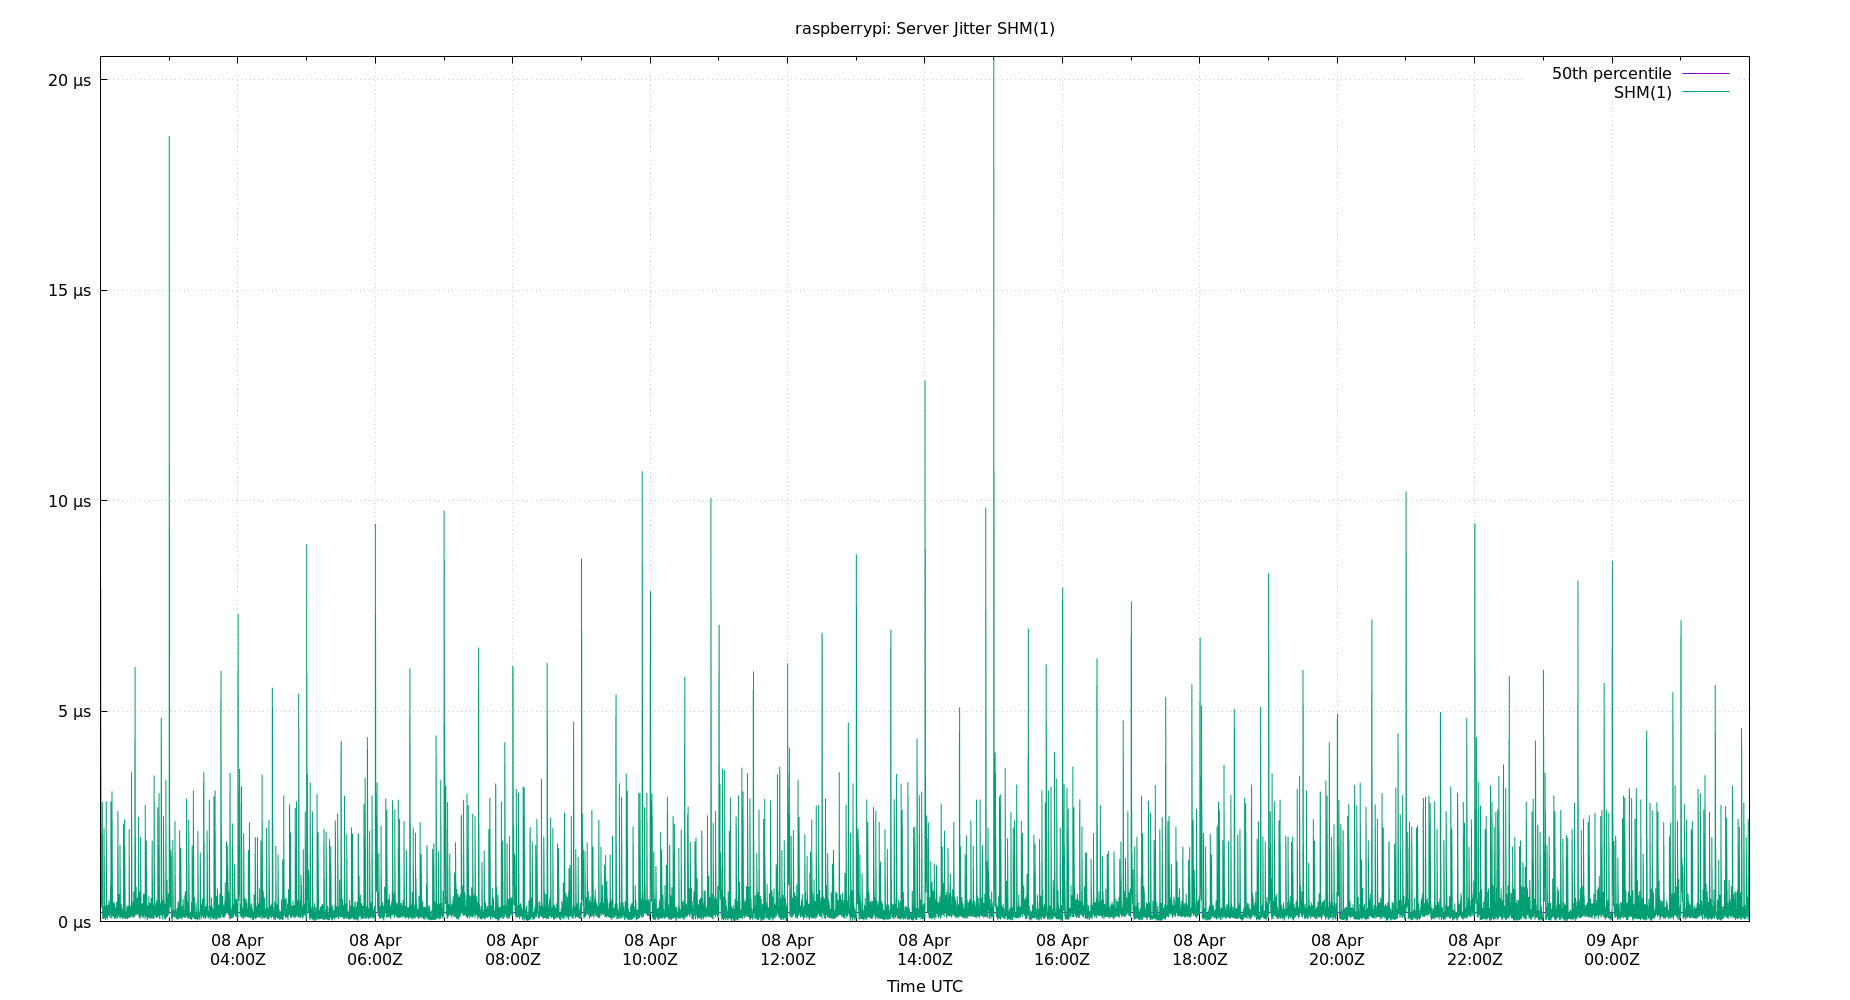 raspberrypi: Server Jitter SHM(1)
50th percentile
SHM(1)
20 µs
15 µs
10 µs
5 µs
0 µs
08 Apr 08 Apr 08 Apr 08 Apr 08 Apr 08 Apr 08 Apr 08 Apr 08 Apr 08 Apr 09 Apr
04:00Z 06:00Z 08:00Z 10:00Z 12:00Z 14:00Z 16:00Z 18:00Z 20:00Z 22:00Z 00:00Z
Time UTC